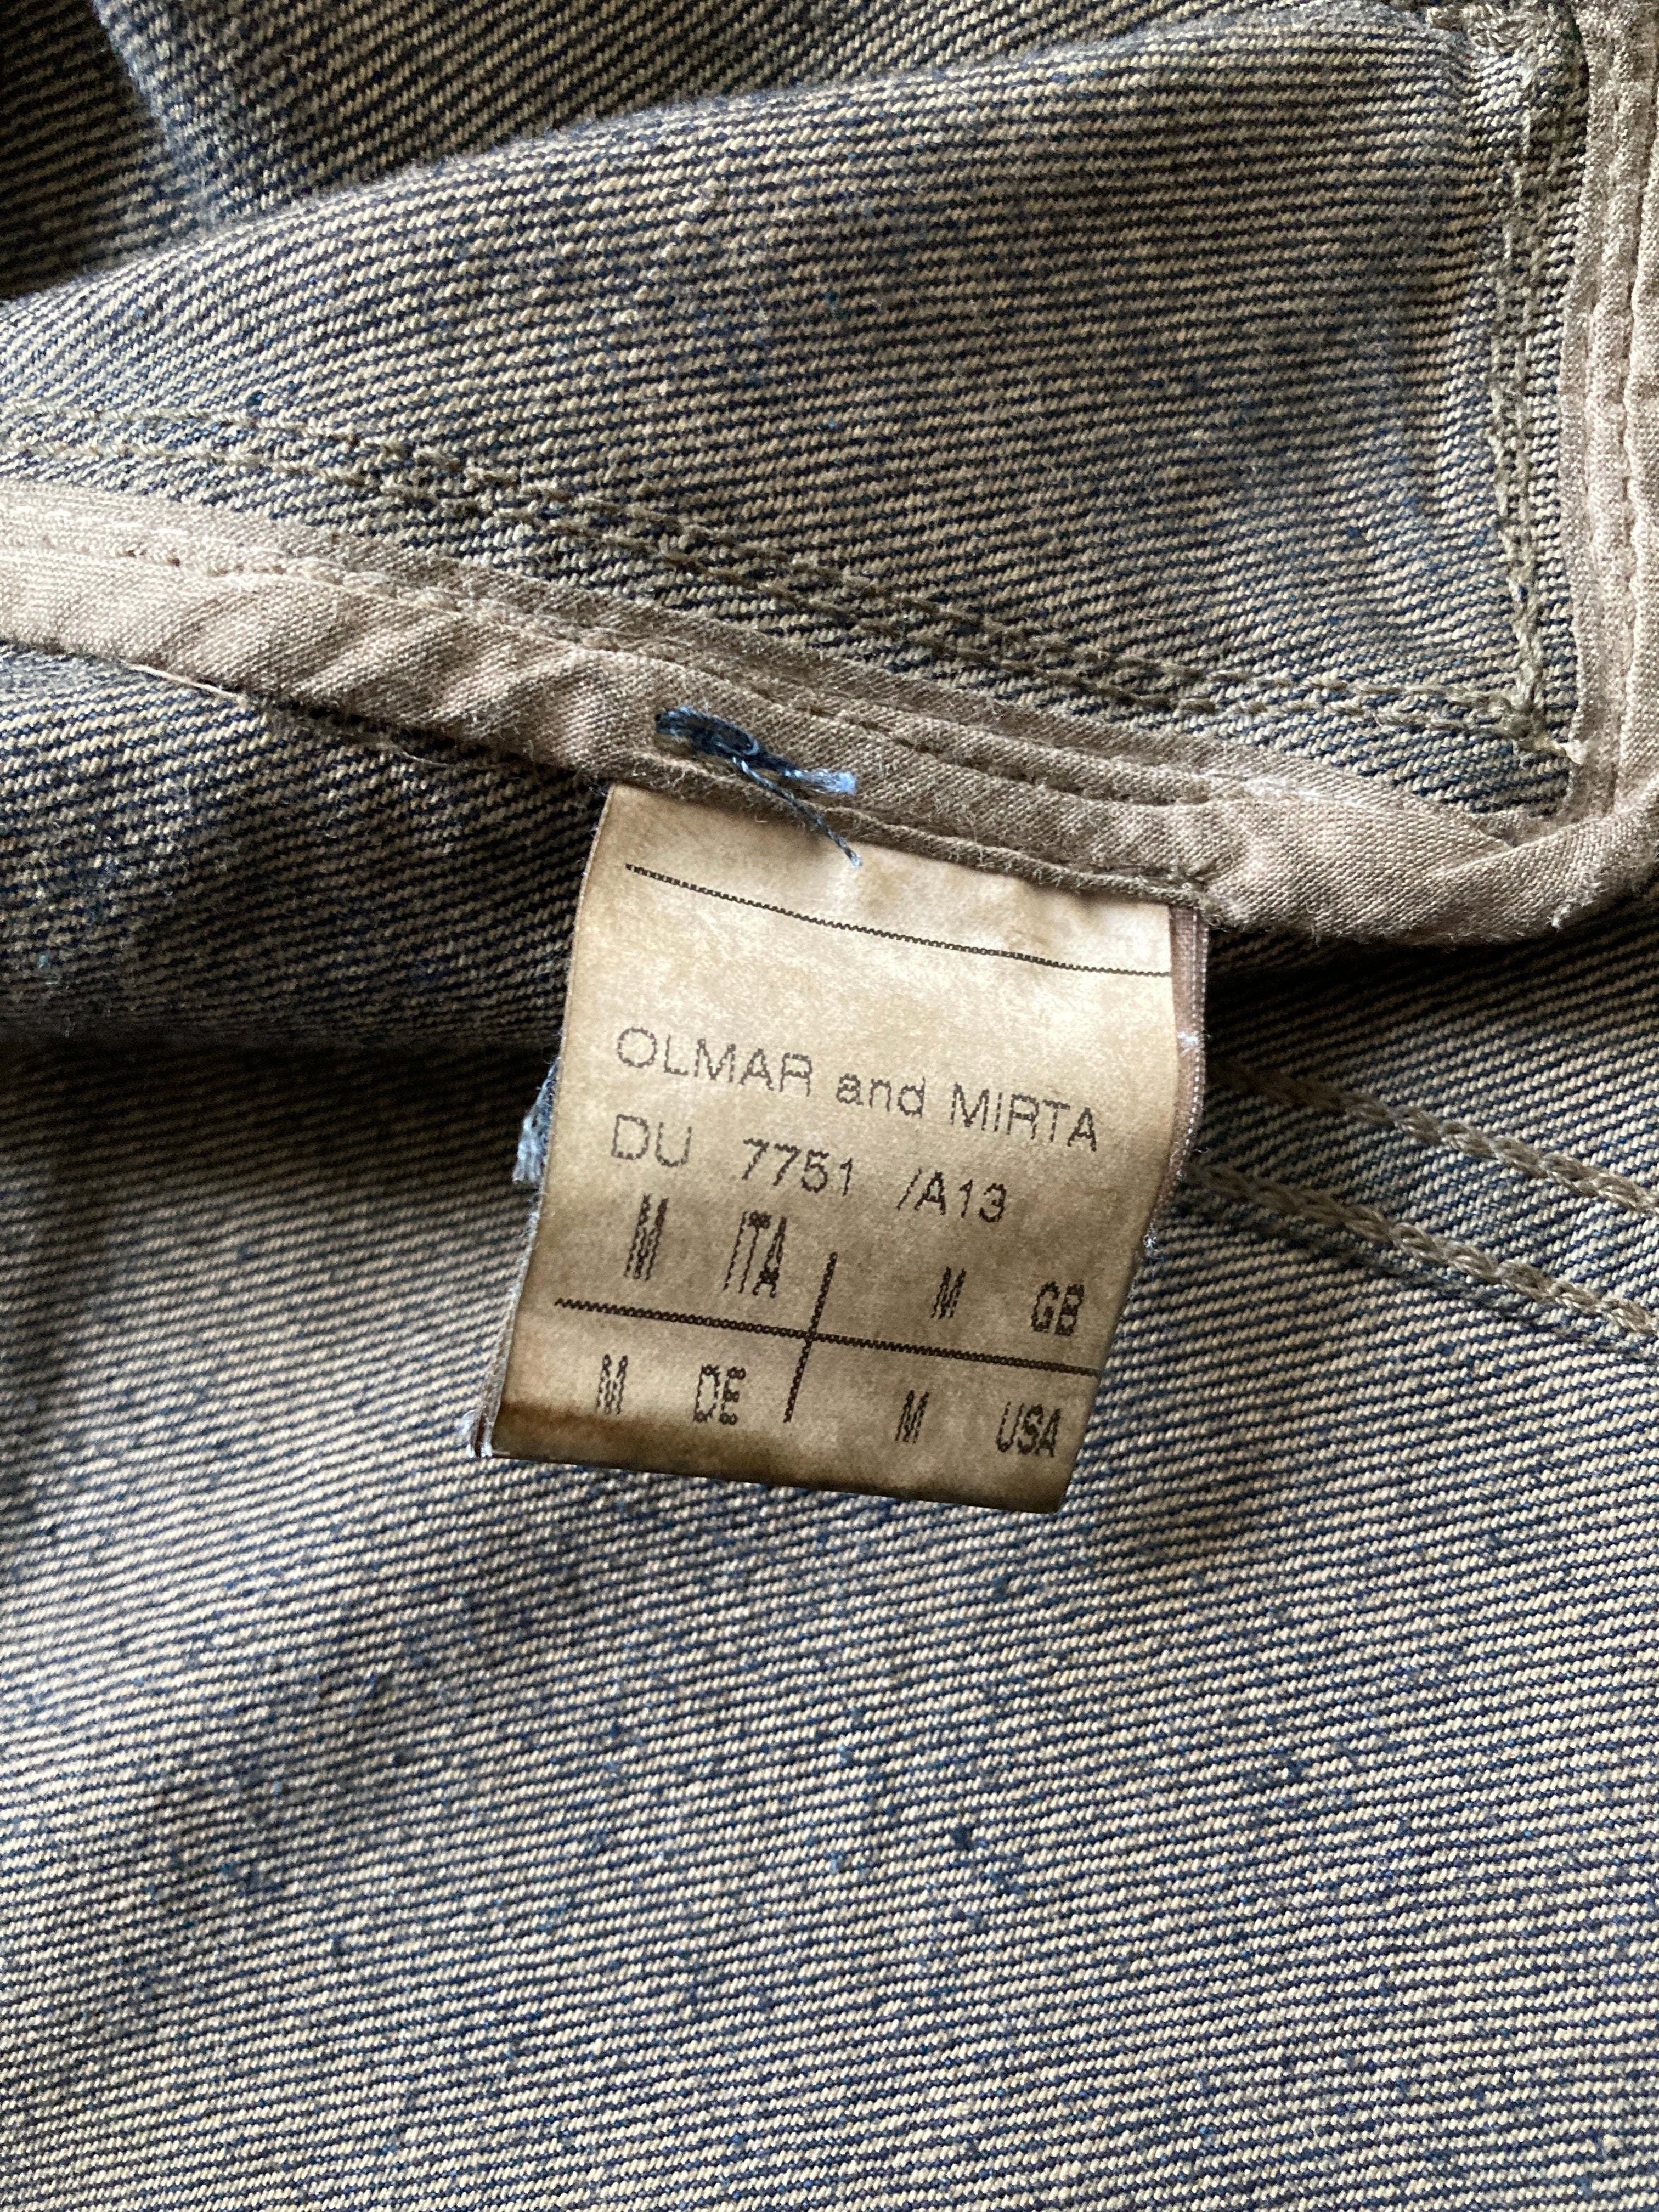 OLMAR and MIRTA
DU 7751 /A13
M ITA M GB
M DE M USA